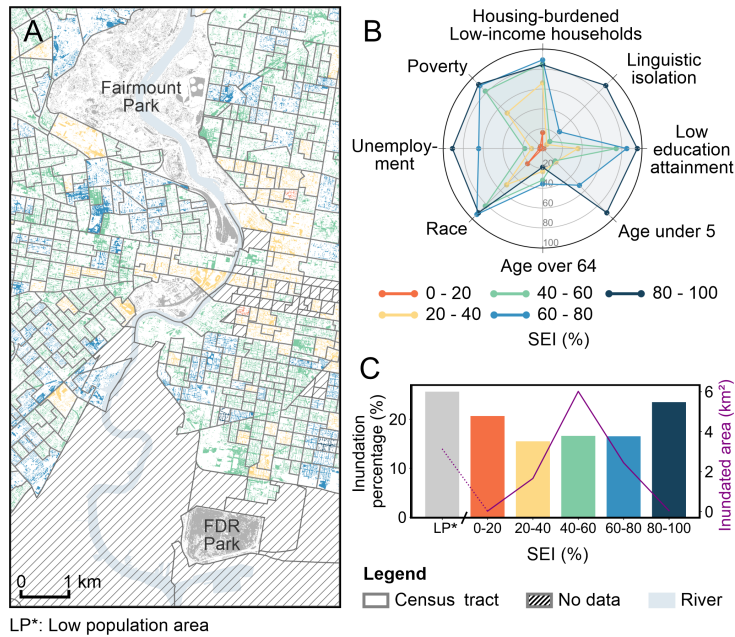 A
Fairmount
Park
FDR
Park
0 1 km
LP*: Low population area
B
Housing-burdened
Low-income households
Poverty
Linguistic
isolation
Unemploy-
ment
Low
education
attainment
Race
Age under 5
Age over 64
20
40
60
80
100
0 - 20
40 - 60
80 - 100
20 - 40
60 - 80
SEI (%)
C
Inundation
percentage (%)
20
10
0
Inundated area (km²)
6
4
2
0
LP* 0-20 20-40 40-60 60-80 80-100
SEI (%)
Legend
Census tract
No data
River